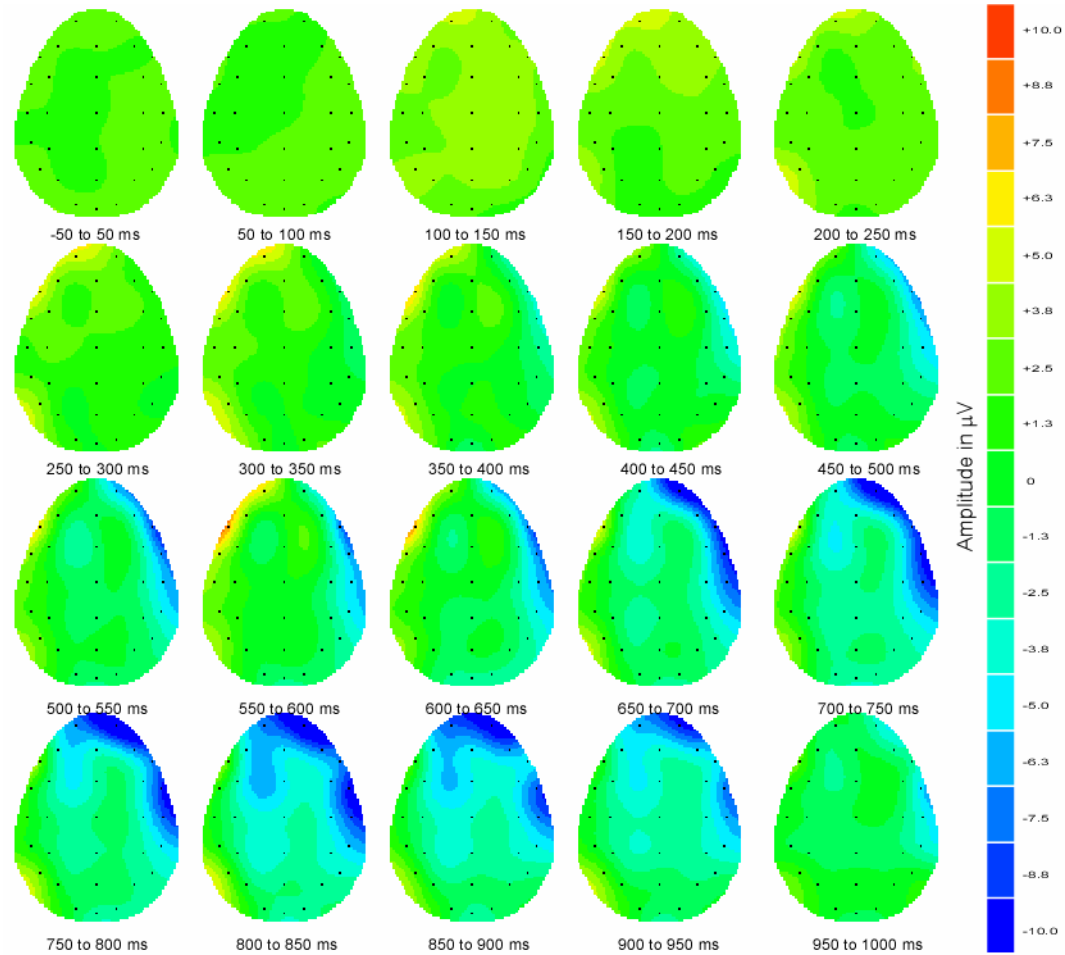 -50 to 50 ms
50 to 100 ms
100 to 150 ms
150 to 200 ms
200 to 250 ms
250 to 300 ms
300 to 350 ms
350 to 400 ms
400 to 450 ms
450 to 500 ms
500 to 550 ms
550 to 600 ms
600 to 650 ms
650 to 700 ms
700 to 750 ms
750 to 800 ms
800 to 850 ms
850 to 900 ms
900 to 950 ms
950 to 1000 ms
Amplitude in μV
+10.0
+8.8
+7.5
+6.3
+5.0
+3.8
+2.5
+1.3
0
-1.3
-2.5
-3.8
-5.0
-6.3
-7.5
-8.8
-10.0